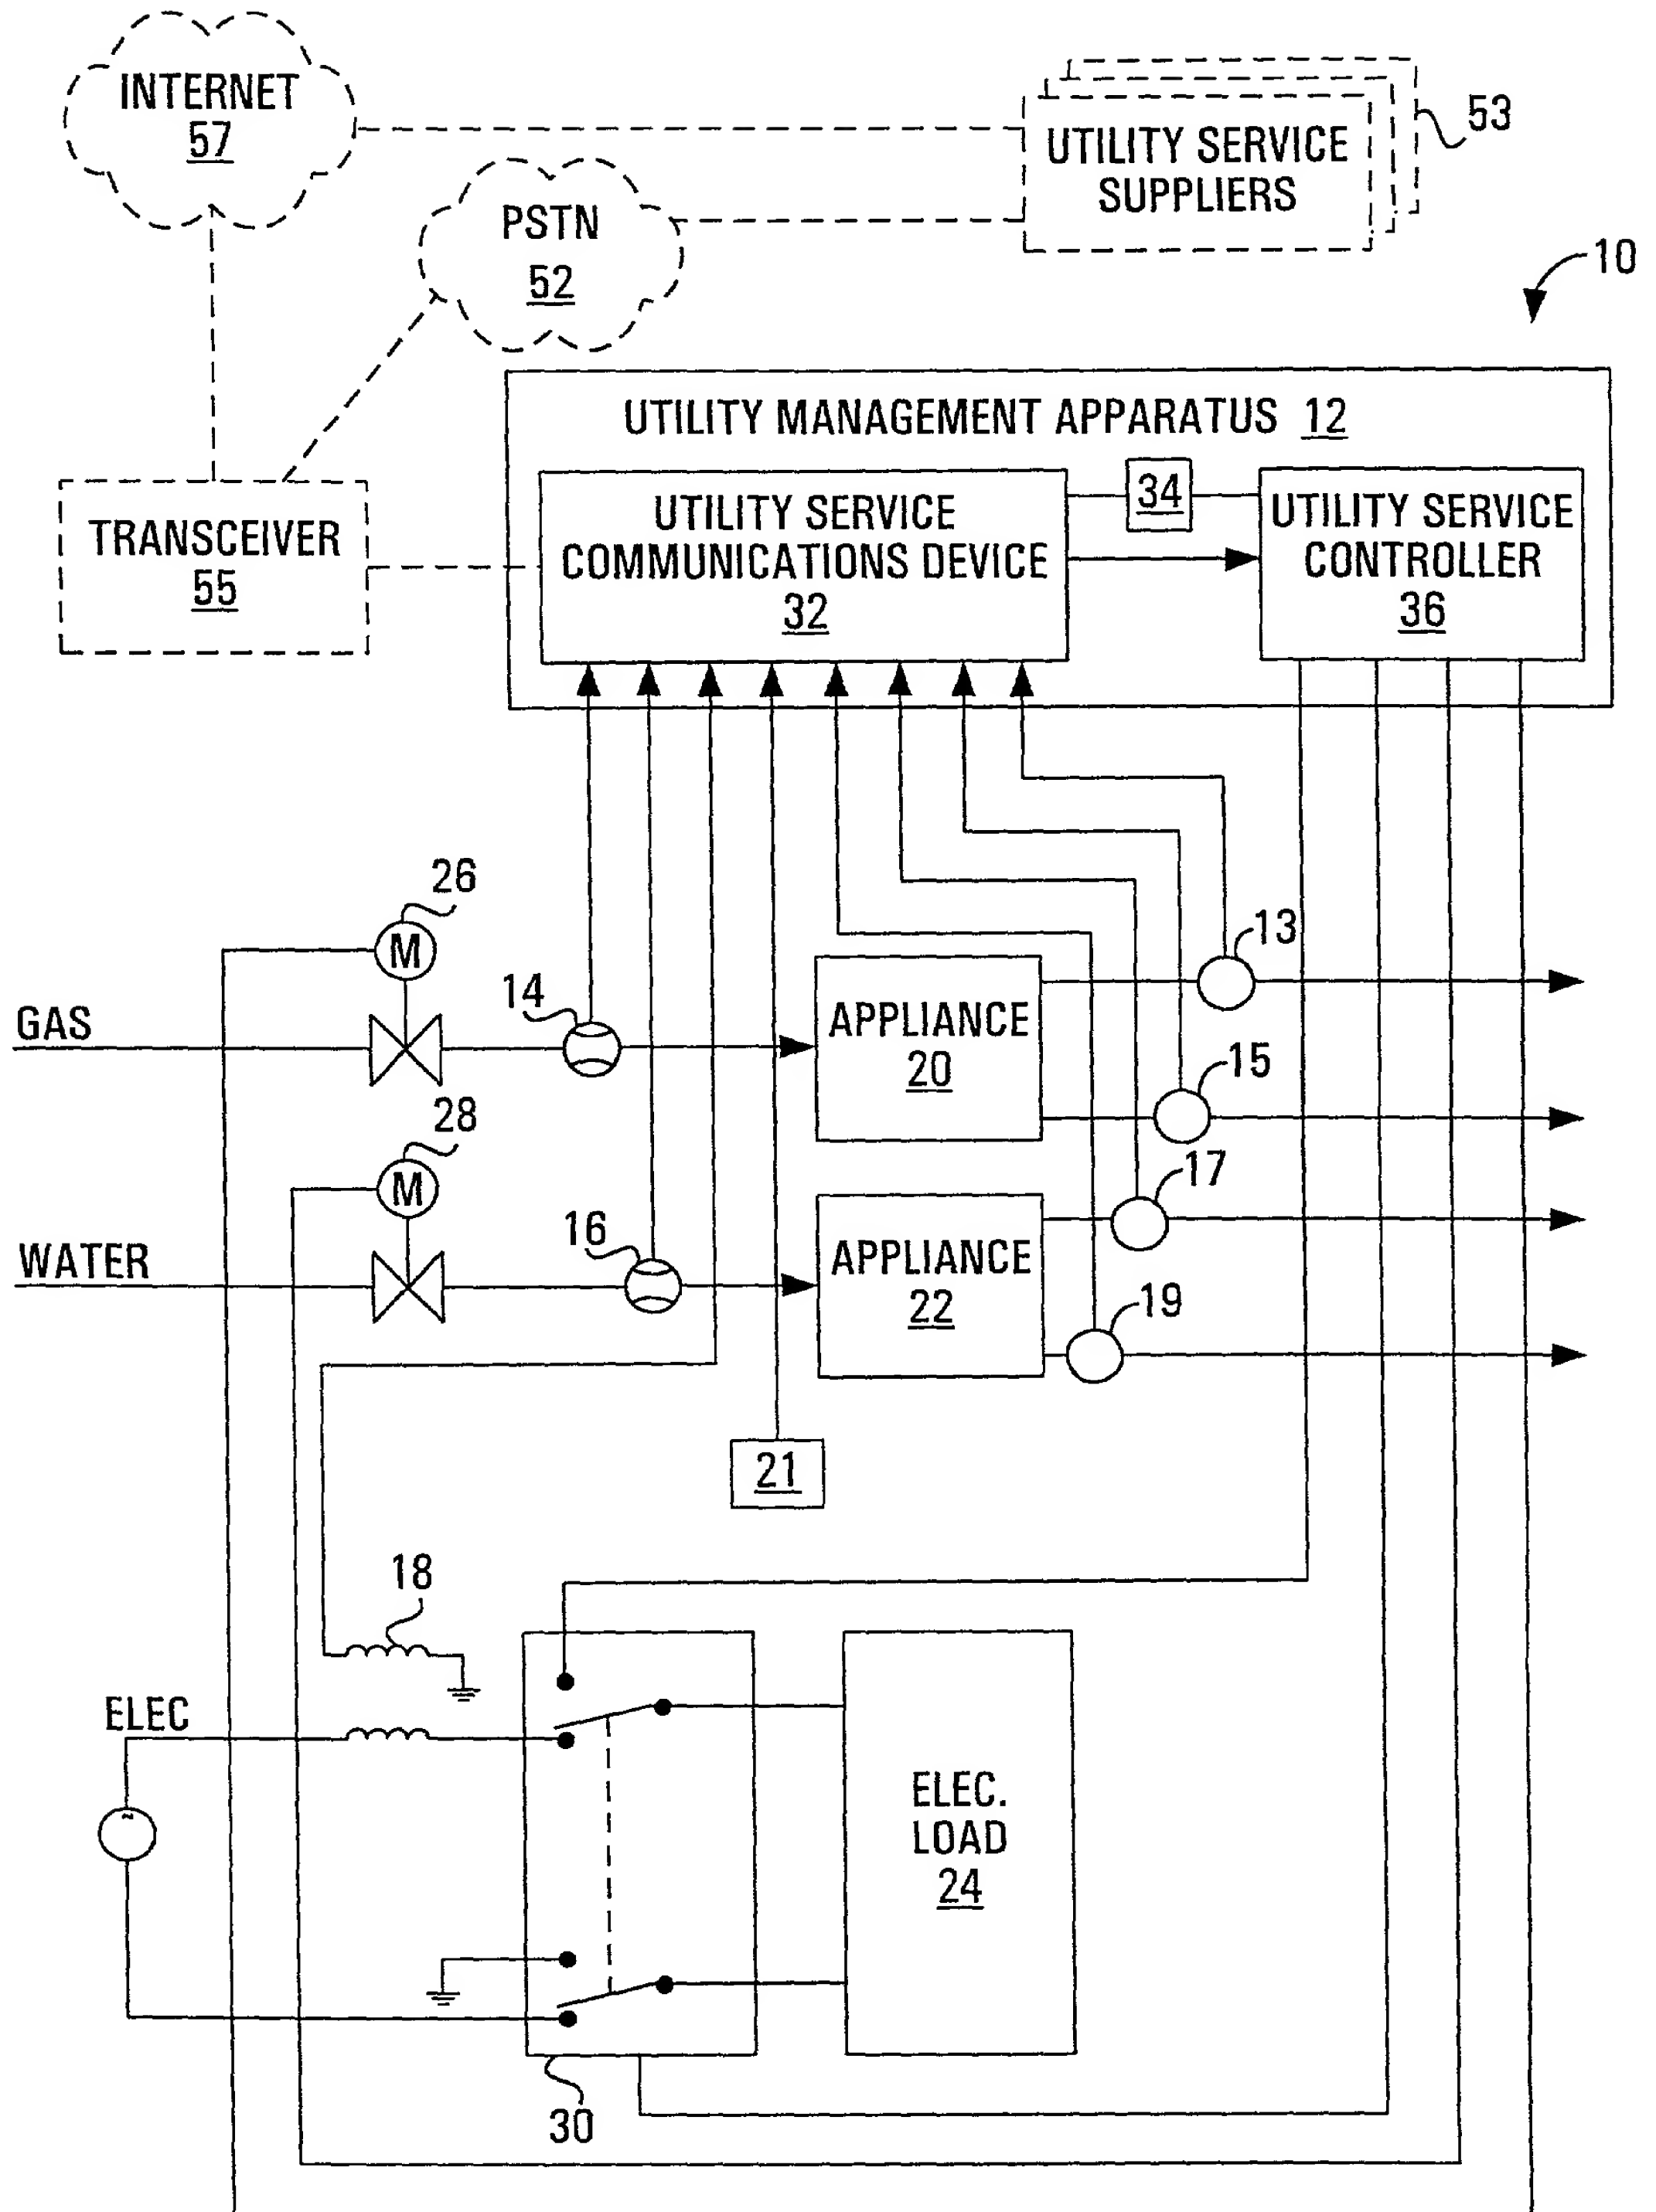 INTERNET
57
UTILITY SERVICE
SUPPLIERS
53
PSTN
52
10
UTILITY MANAGEMENT APPARATUS 12
TRANSCEIVER
55
UTILITY SERVICE
COMMUNICATIONS DEVICE
32
34
UTILITY SERVICE
CONTROLLER
36
26
M
GAS
14
APPLIANCE
20
13
15
28
M
WATER
16
APPLIANCE
22
17
19
21
18
ELEC
~
ELEC.
LOAD
24
30